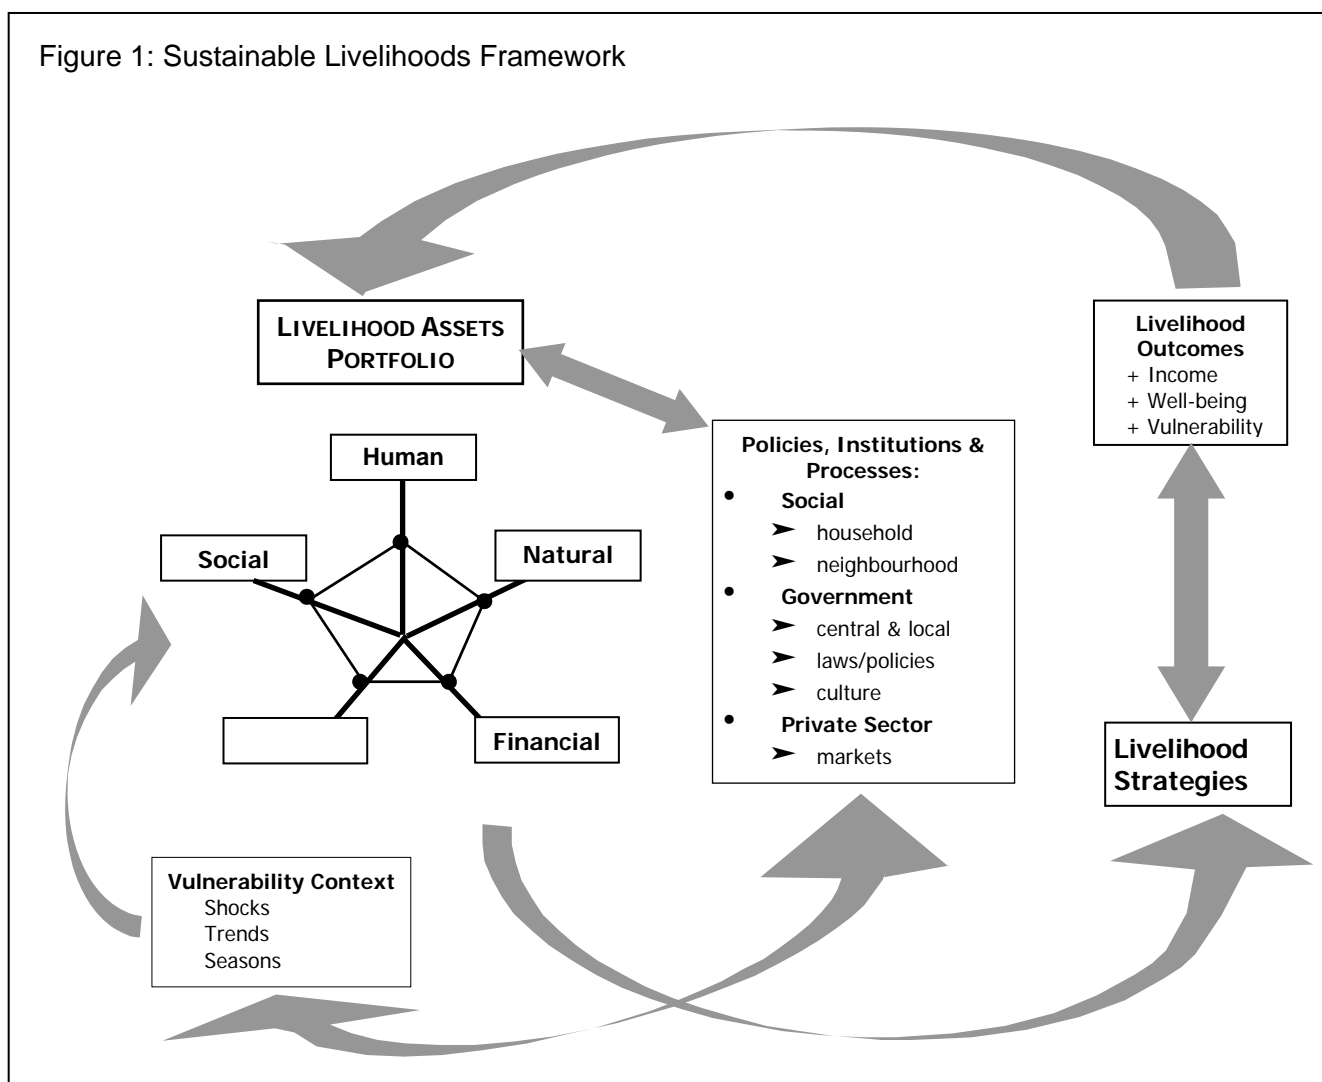 Figure 1: Sustainable Livelihoods Framework
LIVELIHOOD ASSETS
PORTFOLIO
Livelihood
Outcomes
+ Income
+ Well-being
+ Vulnerability
Human
Social
Natural
Financial
Policies, Institutions &
Processes:
• Social
➤ household
➤ neighbourhood
• Government
➤ central & local
➤ laws/policies
➤ culture
• Private Sector
➤ markets
Livelihood
Strategies
Vulnerability Context
Shocks
Trends
Seasons